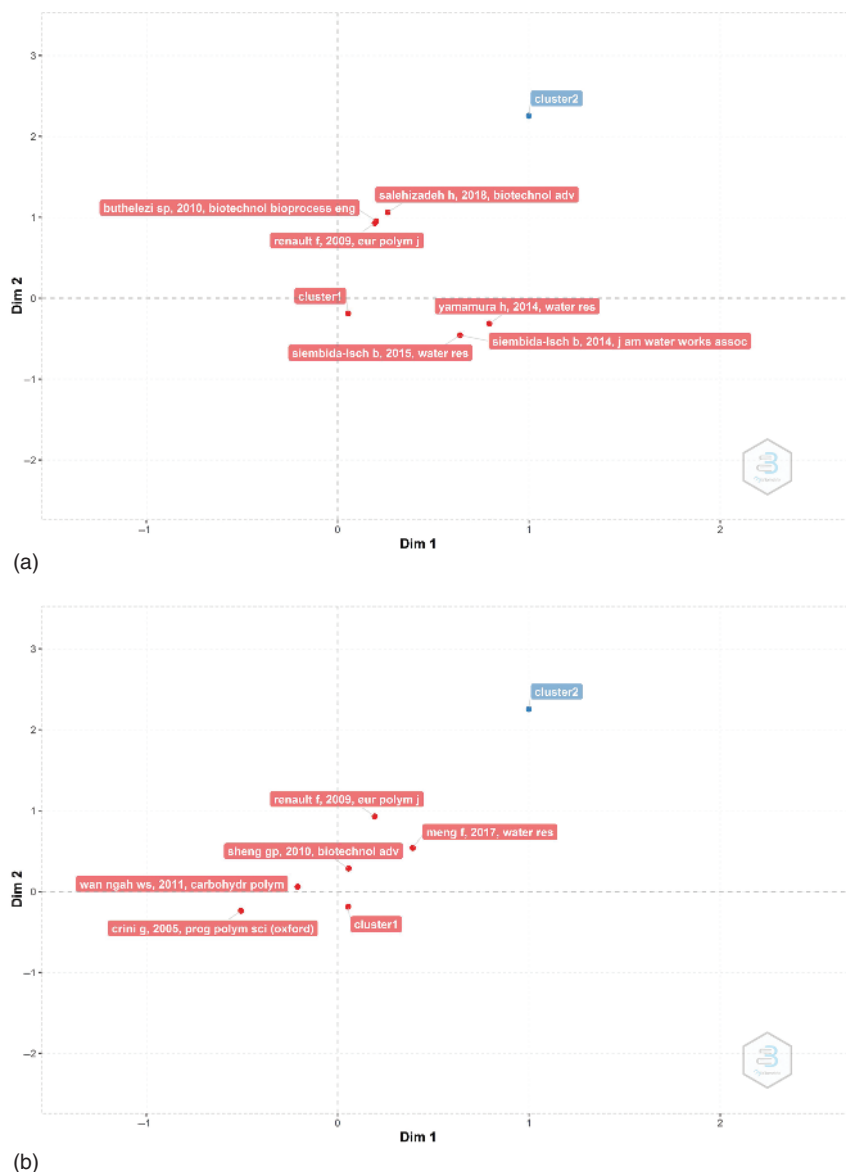 3
cluster2
2
salehizadeh h, 2018, biotechnol adv
buthelezi sp, 2010, biotechnol bioprocess eng
1
renault f, 2009, eur polym j
Dim 2
cluster1
0
yamamura h, 2014, water res
siembida-lsch b, 2014, j am water works assoc
siembida-lsch b, 2015, water res
–1
–2
–1
0
1
2
Dim 1
(a)
3
cluster2
2
renault f, 2009, eur polym j
1
meng f, 2017, water res
sheng gp, 2010, biotechnol adv
Dim 2
wan ngah ws, 2011, carbohydr polym
0
crini g, 2005, prog polym sci (oxford)
cluster1
–1
–2
–1
0
1
2
Dim 1
(b)